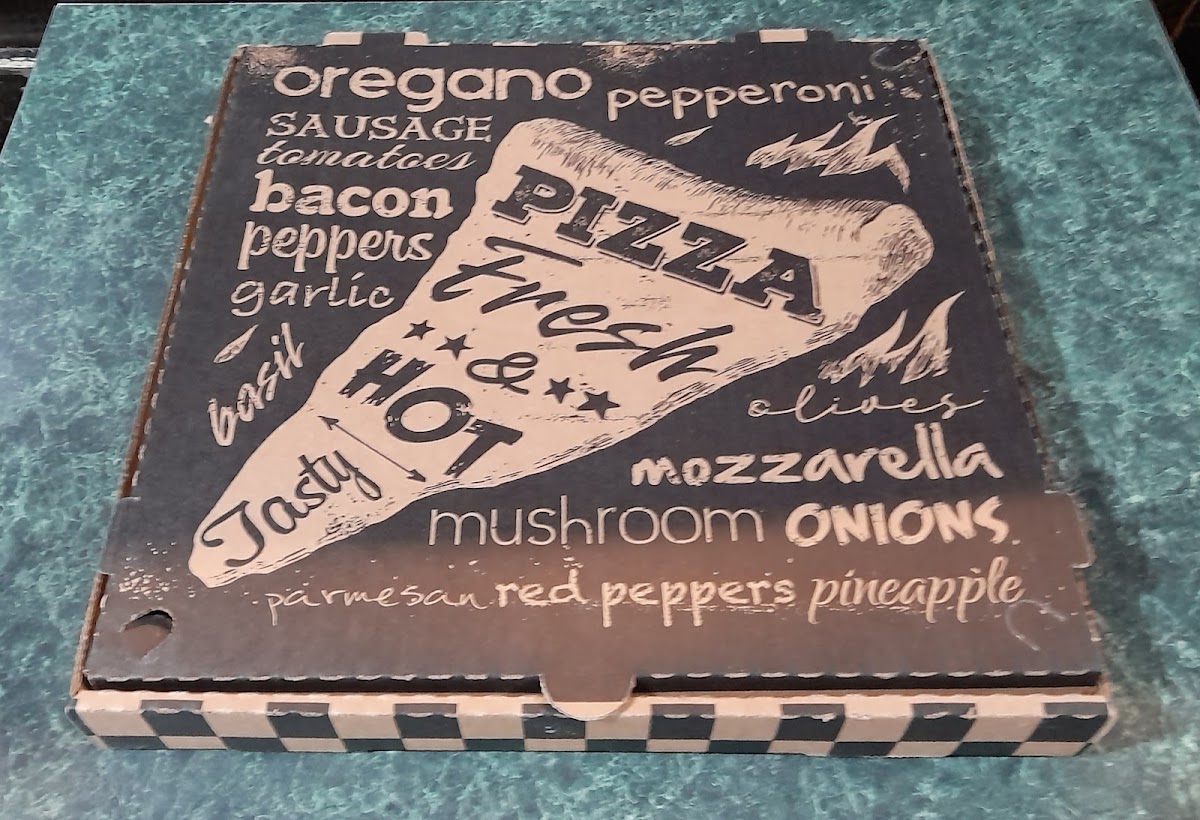 oregano pepperoni
SAUSAGE
tomatoes
bacon
peppers
garlic
basil
PIZZA
Fresh
&
HOT
Tasty
olives
mozzarella
mushroom ONIONS
parmesan red peppers pineapple